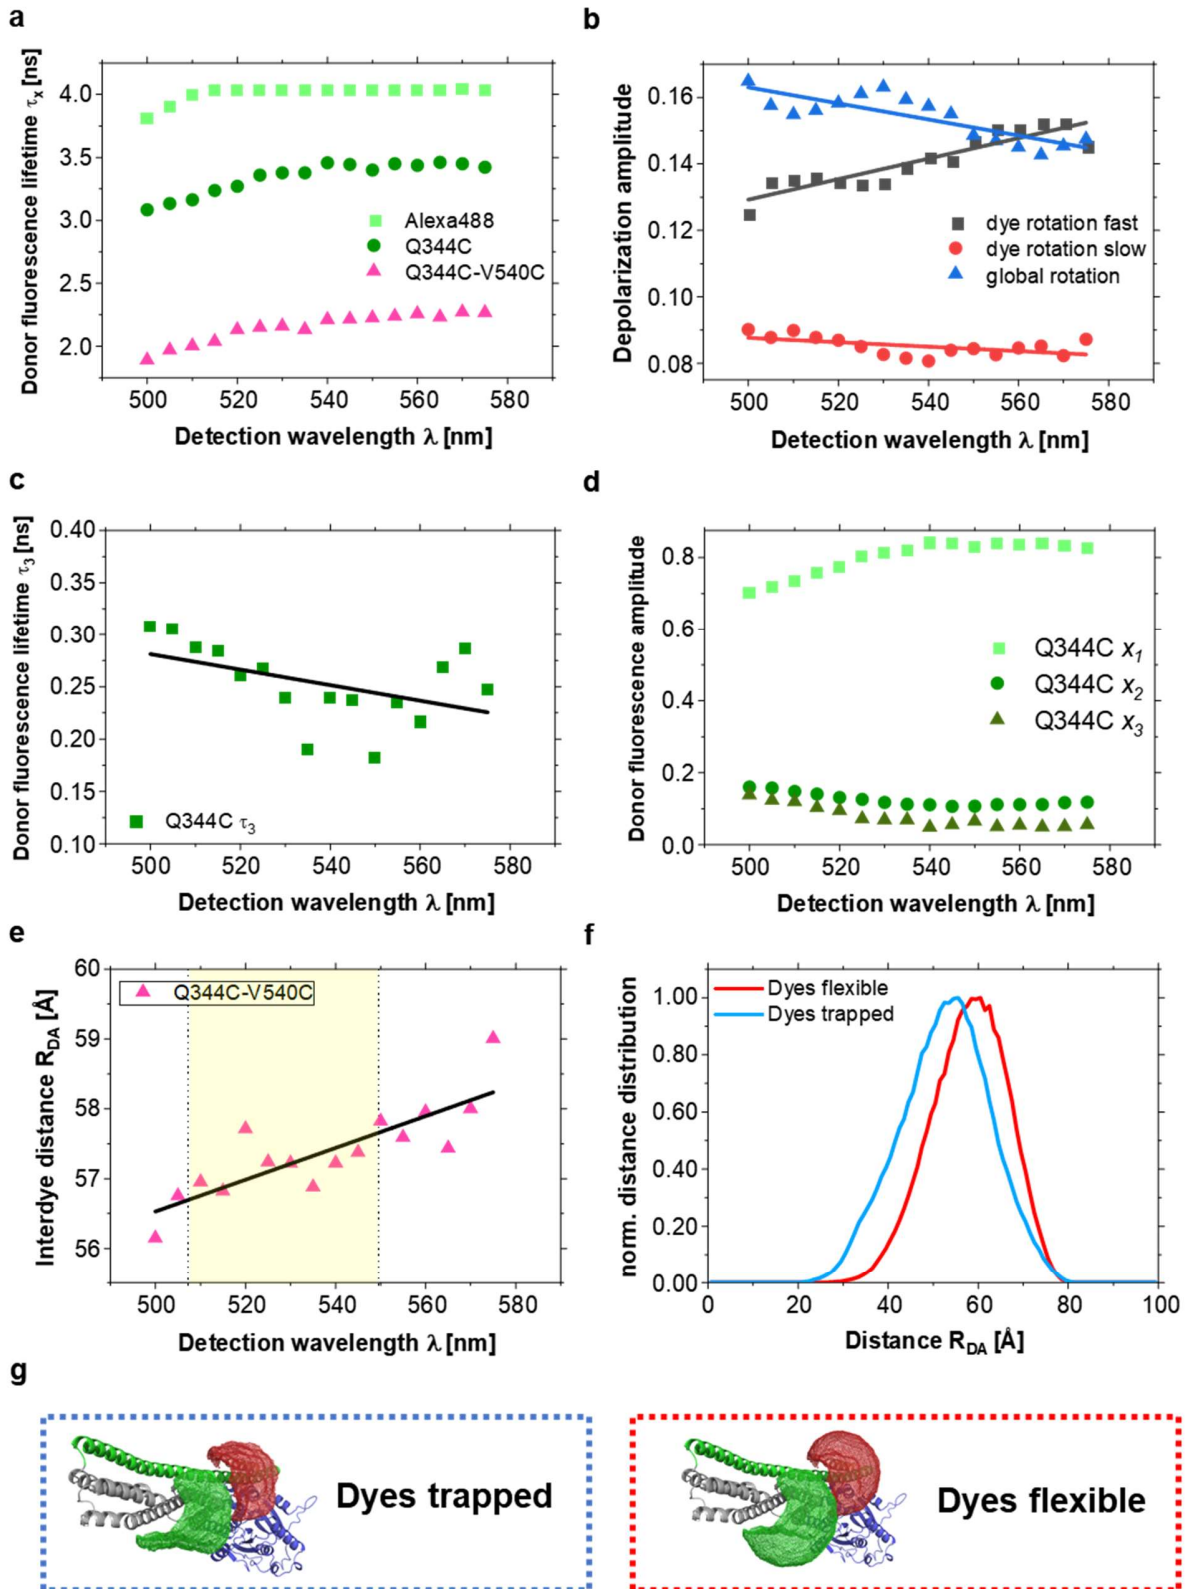 a
Donor fluorescence lifetime τx [ns]
4.0
3.5
3.0
2.5
2.0
Alexa488
Q344C
Q344C-V540C
500
520
540
560
580
Detection wavelength λ [nm]
b
Depolarization amplitude
0.16
0.14
0.12
0.10
0.08
dye rotation fast
dye rotation slow
global rotation
500
520
540
560
580
Detection wavelength λ [nm]
c
Donor fluorescence lifetime τ3 [ns]
0.40
0.35
0.30
0.25
0.20
0.15
0.10
Q344C τ3
500
520
540
560
580
Detection wavelength λ [nm]
d
Donor fluorescence amplitude
0.8
0.6
0.4
0.2
0.0
Q344C x1
Q344C x2
Q344C x3
500
520
540
560
580
Detection wavelength λ [nm]
e
Interdye distance RDA [Å]
60
59
58
57
56
Q344C-V540C
500
520
540
560
580
Detection wavelength λ [nm]
f
norm. distance distribution
1.00
0.80
0.60
0.40
0.20
0.00
Dyes flexible
Dyes trapped
0
20
40
60
80
100
Distance RDA [Å]
g
Dyes trapped
Dyes flexible